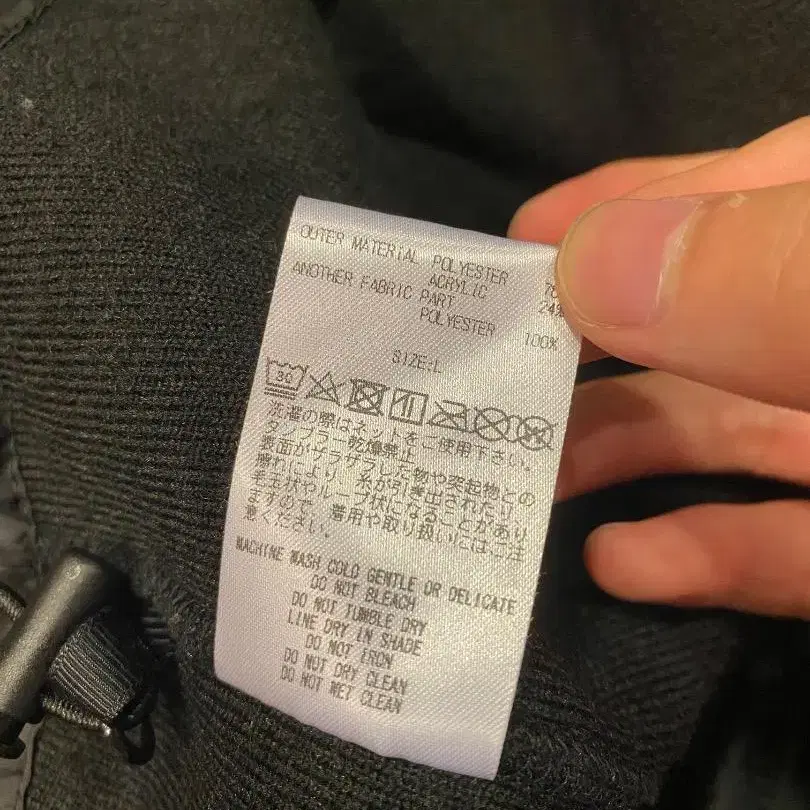 OUTER MATERIAL POLYESTER
ACRYLIC 24%
ANOTHER FABRIC PART
POLYESTER 100%
SIZE:L
30
洗濯の際はネットをご使用下さい。
タンブラー乾燥禁止
表面がザラザラした物や突起物との
擦れにより、糸が引き出されたり
毛玉状やループ状になることがあり
ますので、着用や取り扱いにはご注
意ください。
MACHINE WASH COLD GENTLE OR DELICATE
DO NOT BLEACH
DO NOT TUMBLE DRY
LINE DRY IN SHADE
DO NOT IRON
DO NOT DRY CLEAN
DO NOT WET CLEAN